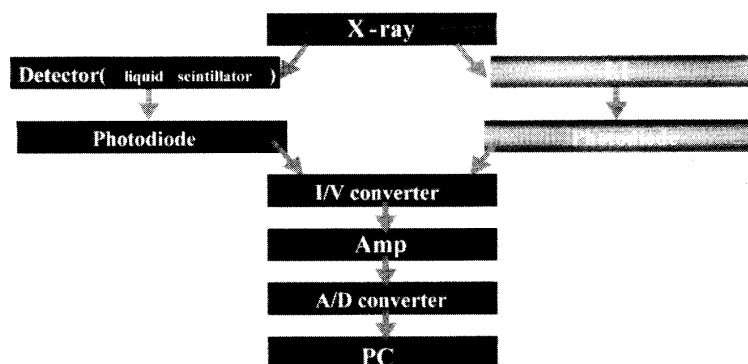 X-ray
Detector( liquid scintillator )
Photodiode
I/V converter
Amp
A/D converter
PC